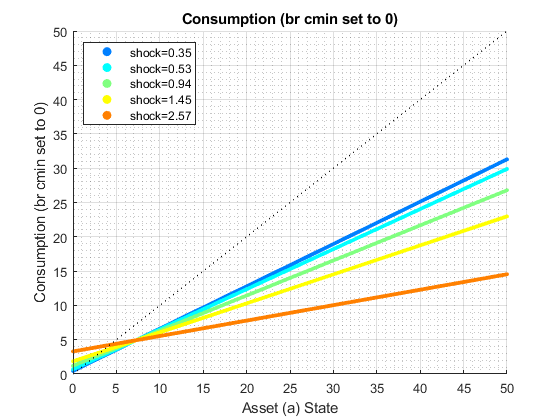 Consumption (br cmin set to 0)
50
45
40
35
30
25
20
15
10
5
0
Consumption (br cmin set to 0)
shock=0.35
shock=0.53
shock=0.94
shock=1.45
shock=2.57
0 5 10 15 20 25 30 35 40 45 50
Asset (a) State